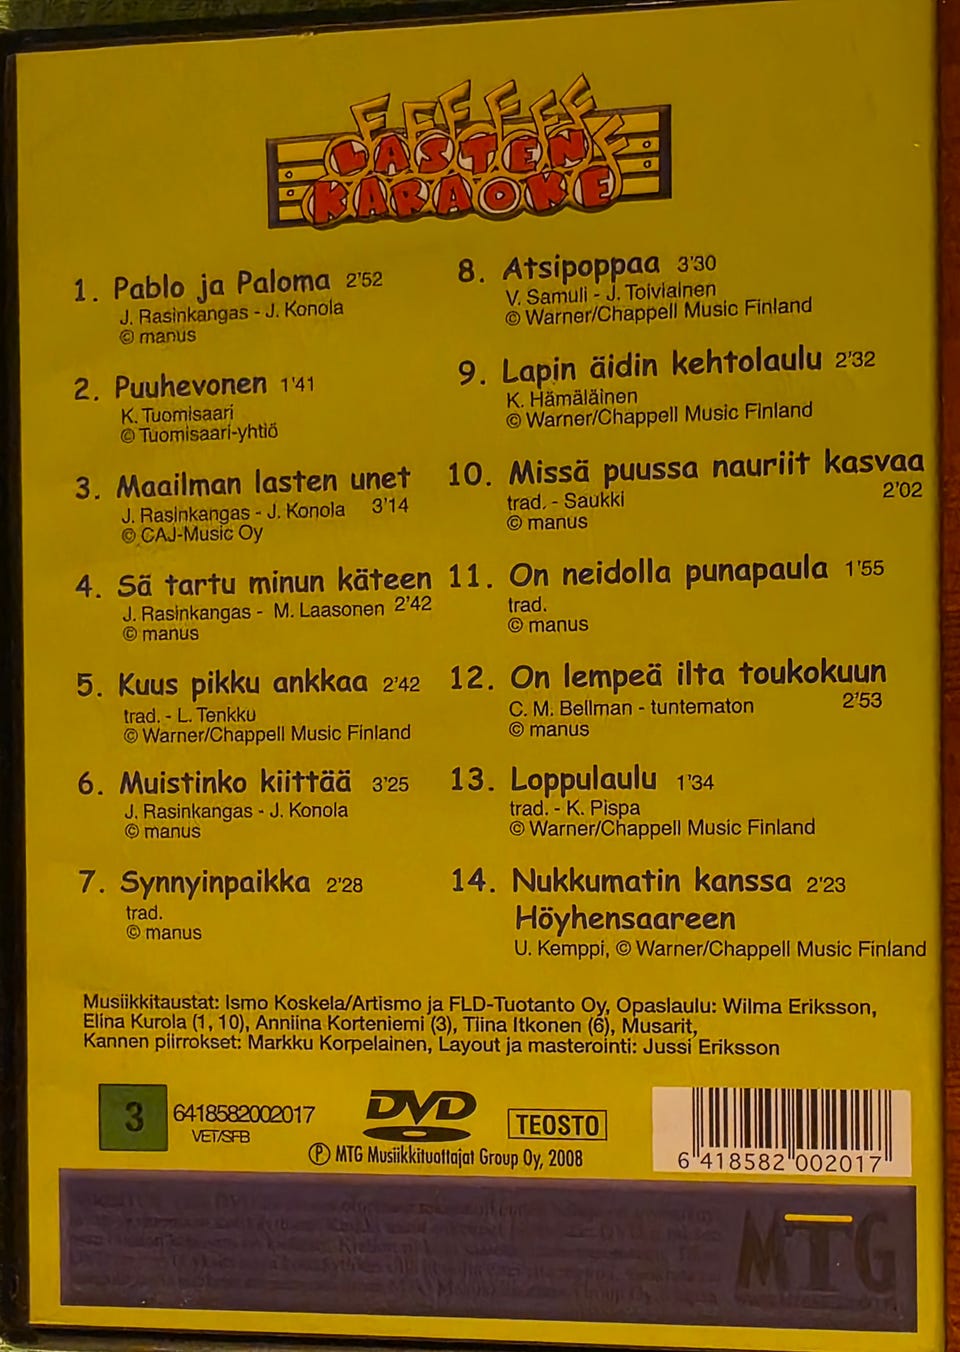 LASTEN
KARAOKE
1. Pablo ja Paloma 2'52
J. Rasinkangas - J. Konola
© manus
2. Puuhevonen 1'41
K. Tuomisaari
© Tuomisaari-yhtiö
3. Maailman lasten unet
J. Rasinkangas - J. Konola 3'14
© CAJ-Music Oy
4. Sä tartu minun käteen
J. Rasinkangas - M. Laasonen 2'42
© manus
5. Kuus pikku ankkaa 2'42
trad. - L. Tenkku
© Warner/Chappell Music Finland
6. Muistinko kiittää 3'25
J. Rasinkangas - J. Konola
© manus
7. Synnyinpaikka 2'28
trad.
© manus
8. Atsipoppaa 3'30
V. Samuli - J. Toiviainen
© Warner/Chappell Music Finland
9. Lapin äidin kehtolaulu 2'32
K. Hämäläinen
© Warner/Chappell Music Finland
10. Missä puussa nauriit kasvaa
trad. - Saukki 2'02
© manus
11. On neidolla punapaula 1'55
trad.
© manus
12. On lempeä ilta toukokuun
C. M. Bellman - tuntematon 2'53
© manus
13. Loppulaulu 1'34
trad. - K. Pispa
© Warner/Chappell Music Finland
14. Nukkumatin kanssa 2'23
Höyhensaareen
U. Kemppi, © Warner/Chappell Music Finland
Musiikkitaustat: Ismo Koskela/Artismo ja FLD-Tuotanto Oy, Opaslaulu: Wilma Eriksson,
Elina Kurola (1, 10), Anniina Korteniemi (3), Tiina Itkonen (6), Musarit,
Kannen piirrokset: Markku Korpelainen, Layout ja masterointi: Jussi Eriksson
3
6418582002017
VET/SFB
DVD
TEOSTO
Ⓟ MTG Musiikkituottajat Group Oy, 2008
6 418582 002017
MTG